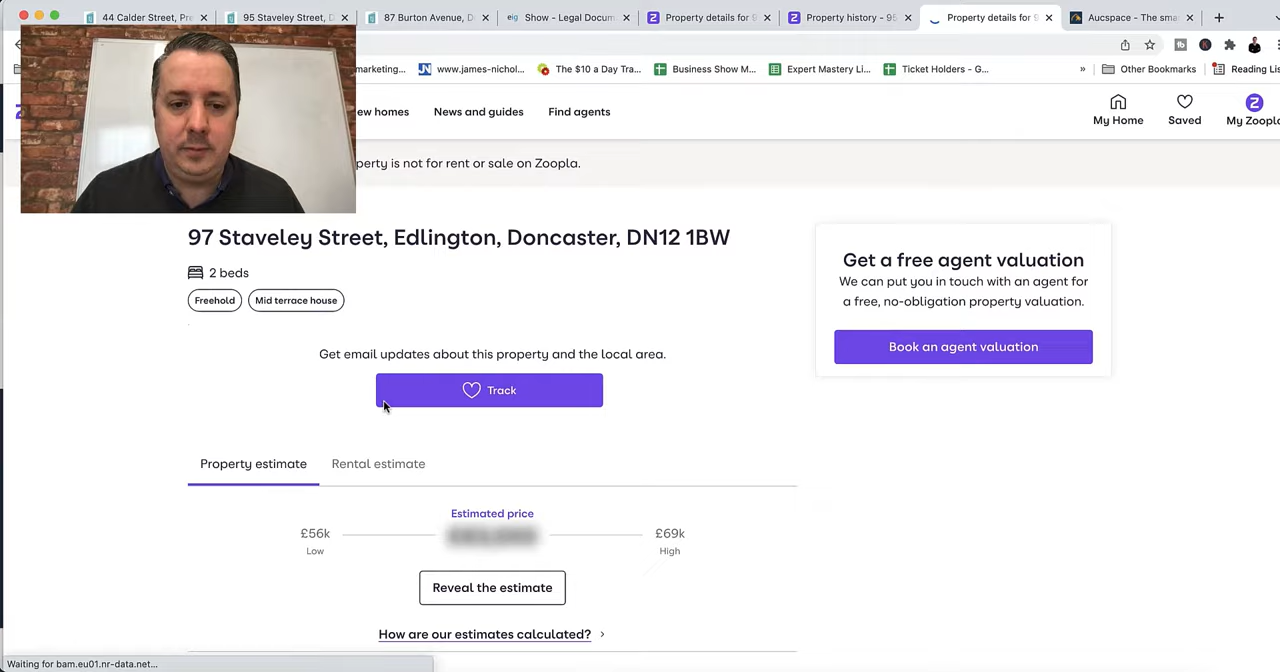 44 Calder Street, Pre
95 Staveley Street, D
87 Burton Avenue, D
eig Show - Legal Docum
Property details for 9
Property history - 95
Property details for 9
Aucspace - The sma
marketing...
www.james-nichol...
The $10 a Day Tra...
Business Show M...
Expert Mastery Li...
Ticket Holders - G...
»
Other Bookmarks
Reading Lis
ew homes
News and guides
Find agents
My Home
Saved
My Zoopla
perty is not for rent or sale on Zoopla.
97 Staveley Street, Edlington, Doncaster, DN12 1BW
2 beds
Freehold
Mid terrace house
Get email updates about this property and the local area.
Track
Get a free agent valuation
We can put you in touch with an agent for
a free, no-obligation property valuation.
Book an agent valuation
Property estimate
Rental estimate
Estimated price
£56k
Low
£69k
High
Reveal the estimate
How are our estimates calculated? ›
Waiting for bam.eu01.nr-data.net...